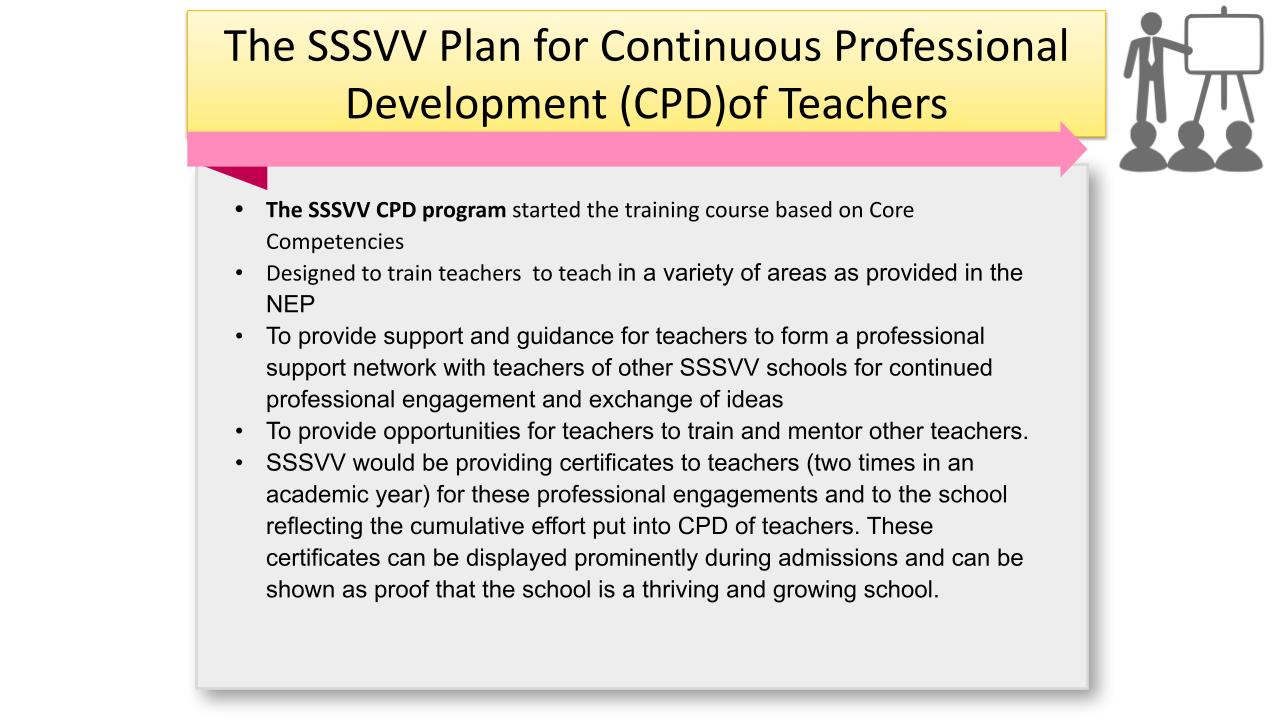 The SSSVV Plan for Continuous Professional
Development (CPD)of Teachers
• The SSSVV CPD program started the training course based on Core
Competencies
• Designed to train teachers  to teach in a variety of areas as provided in the
NEP
• To provide support and guidance for teachers to form a professional
support network with teachers of other SSSVV schools for continued
professional engagement and exchange of ideas
• To provide opportunities for teachers to train and mentor other teachers.
• SSSVV would be providing certificates to teachers (two times in an
academic year) for these professional engagements and to the school
reflecting the cumulative effort put into CPD of teachers. These
certificates can be displayed prominently during admissions and can be
shown as proof that the school is a thriving and growing school.